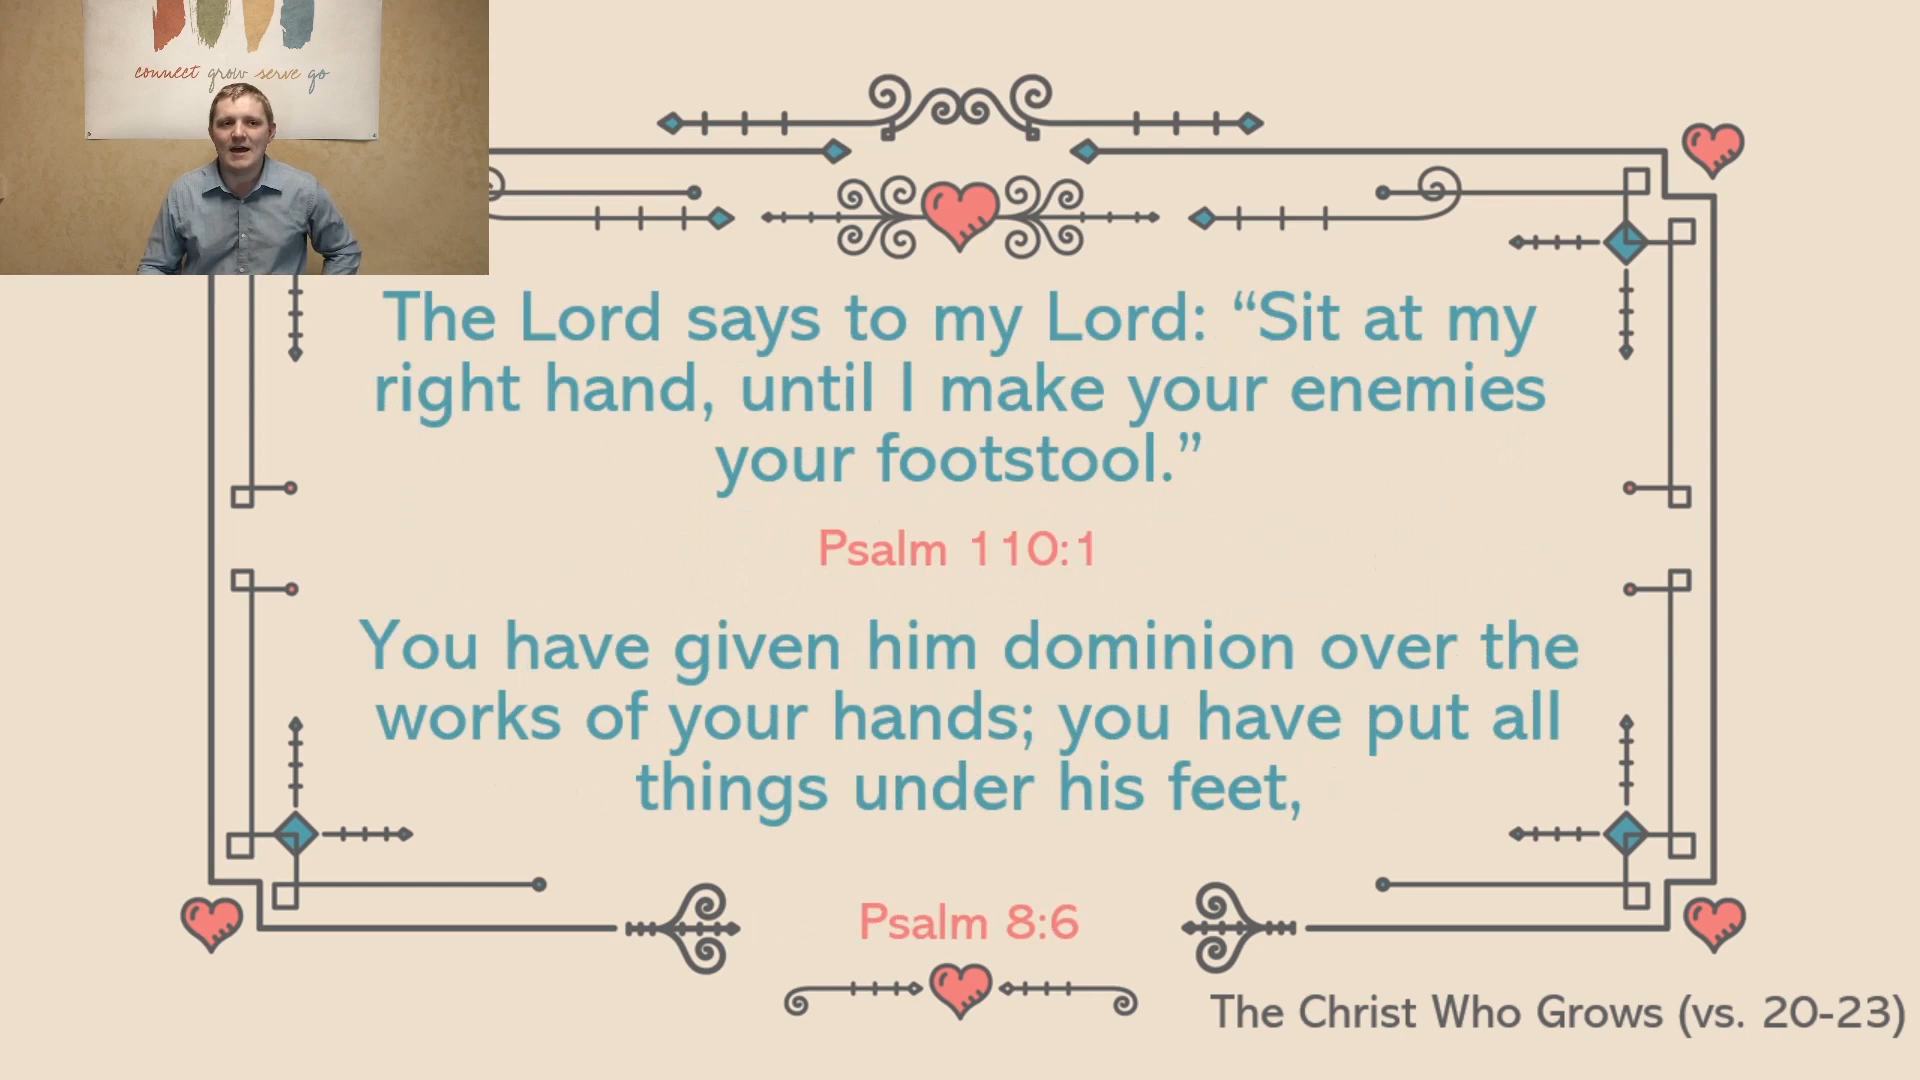 connect grow serve go
The Lord says to my Lord: “Sit at my
right hand, until I make your enemies
your footstool.”
Psalm 110:1
You have given him dominion over the
works of your hands; you have put all
things under his feet,
Psalm 8:6
The Christ Who Grows (vs. 20-23)